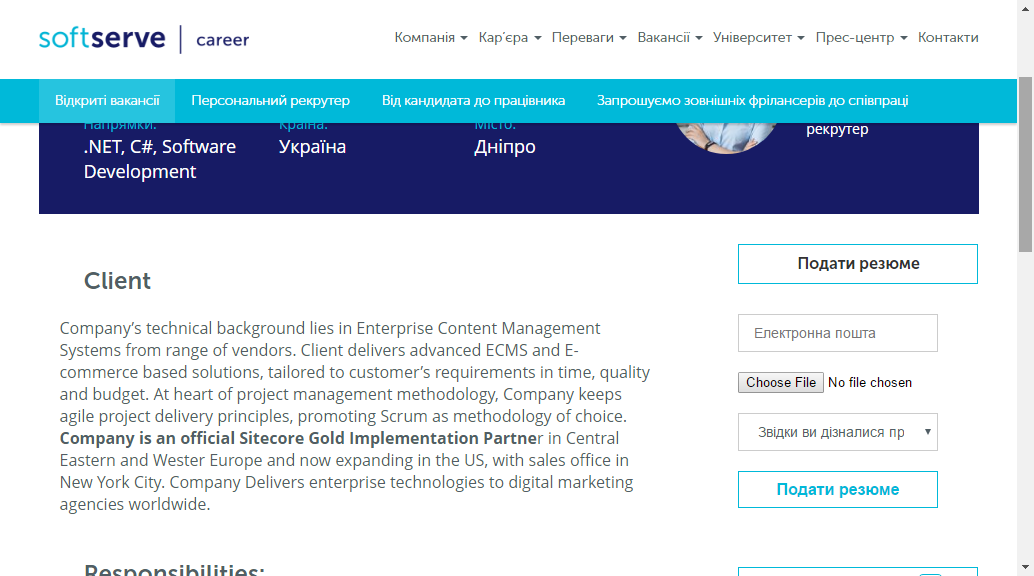 softserve career
Компанія Кар'єра Переваги Вакансії Університет Прес-центр Контакти
Відкриті вакансії Персональний рекрутер Від кандидата до працівника Запрошуємо зовнішніх фрілансерів до співпраці
Напрямки: Країна: Місто:
рекрутер
.NET, C#, Software Україна Дніпро
Development
Подати резюме
Client
Company’s technical background lies in Enterprise Content Management
Systems from range of vendors. Client delivers advanced ECMS and E-
commerce based solutions, tailored to customer’s requirements in time, quality
and budget. At heart of project management methodology, Company keeps
agile project delivery principles, promoting Scrum as methodology of choice.
Company is an official Sitecore Gold Implementation Partner in Central
Eastern and Wester Europe and now expanding in the US, with sales office in
New York City. Company Delivers enterprise technologies to digital marketing
agencies worldwide.
Електронна пошта
Choose File No file chosen
Звідки ви дізналися пр
Подати резюме
Responsibilities: